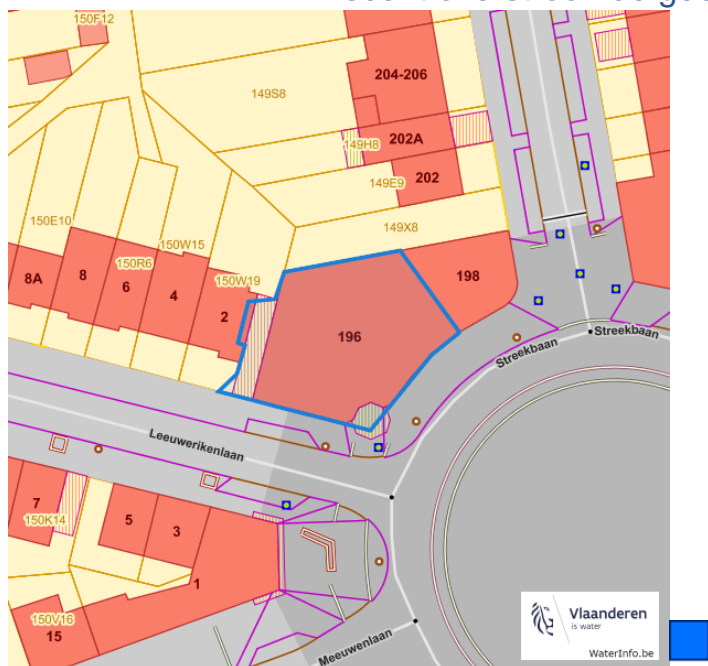 150F12
204-206
149S8
202A
149H8
202
149E9
150E10
149X8
150W15
150R6
150W19
8A
8
6
4
2
198
196
Streekbaan
Streekbaan
Leeuwerikenlaan
7
5
3
150K14
1
150V16
15
Meeuwenlaan
Vlaanderen
is water
WaterInfo.be